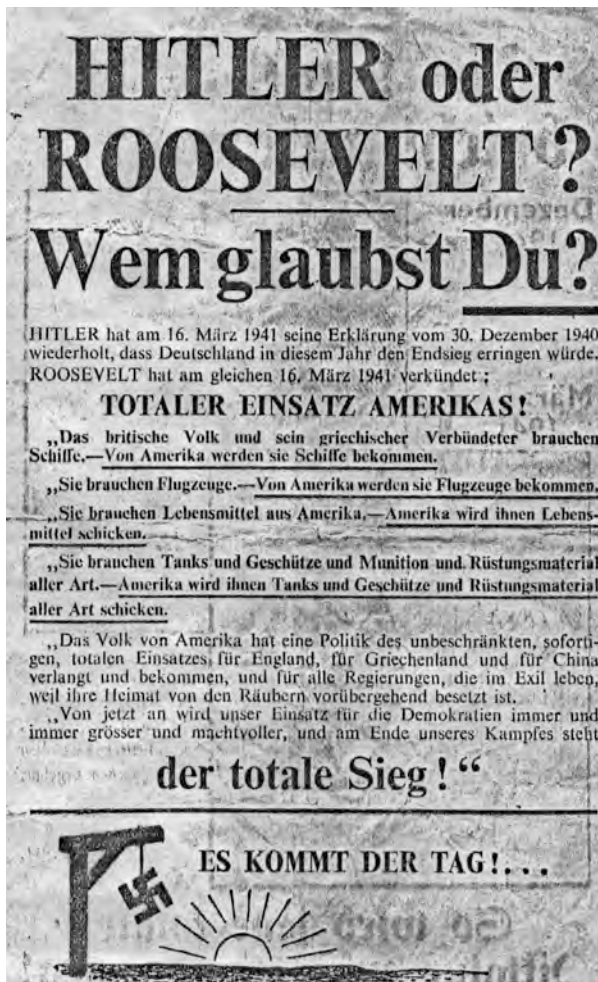 HITLER oder
ROOSEVELT?
Wem glaubst Du?
HITLER hat am 16. März 1941 seine Erklärung vom 30. Dezember 1940
wiederholt, dass Deutschland in diesem Jahr den Endsieg erringen würde.
ROOSEVELT hat am gleichen 16. März 1941 verkündet:
TOTALER EINSATZ AMERIKAS!
„Das britische Volk und sein griechischer Verbündeter brauchen
Schiffe.—Von Amerika werden sie Schiffe bekommen.
„Sie brauchen Flugzeuge.—Von Amerika werden sie Flugzeuge bekommen.
„Sie brauchen Lebensmittel aus Amerika.—Amerika wird ihnen Lebens-
mittel schicken.
„Sie brauchen Tanks und Geschütze und Munition und Rüstungsmaterial
aller Art.—Amerika wird ihnen Tanks und Geschütze und Rüstungsmaterial
aller Art schicken.
„Das Volk von Amerika hat eine Politik des unbeschränkten, soforti-
gen, totalen Einsatzes für England, für Griechenland und für China
verlangt und bekommen, und für alle Regierungen, die im Exil leben,
weil ihre Heimat von den Räubern vorübergehend besetzt ist.
„Von jetzt an wird unser Einsatz für die Demokratien immer und
immer grösser und machtvoller, und am Ende unseres Kampfes steht
der totale Sieg!“
ES KOMMT DER TAG!...